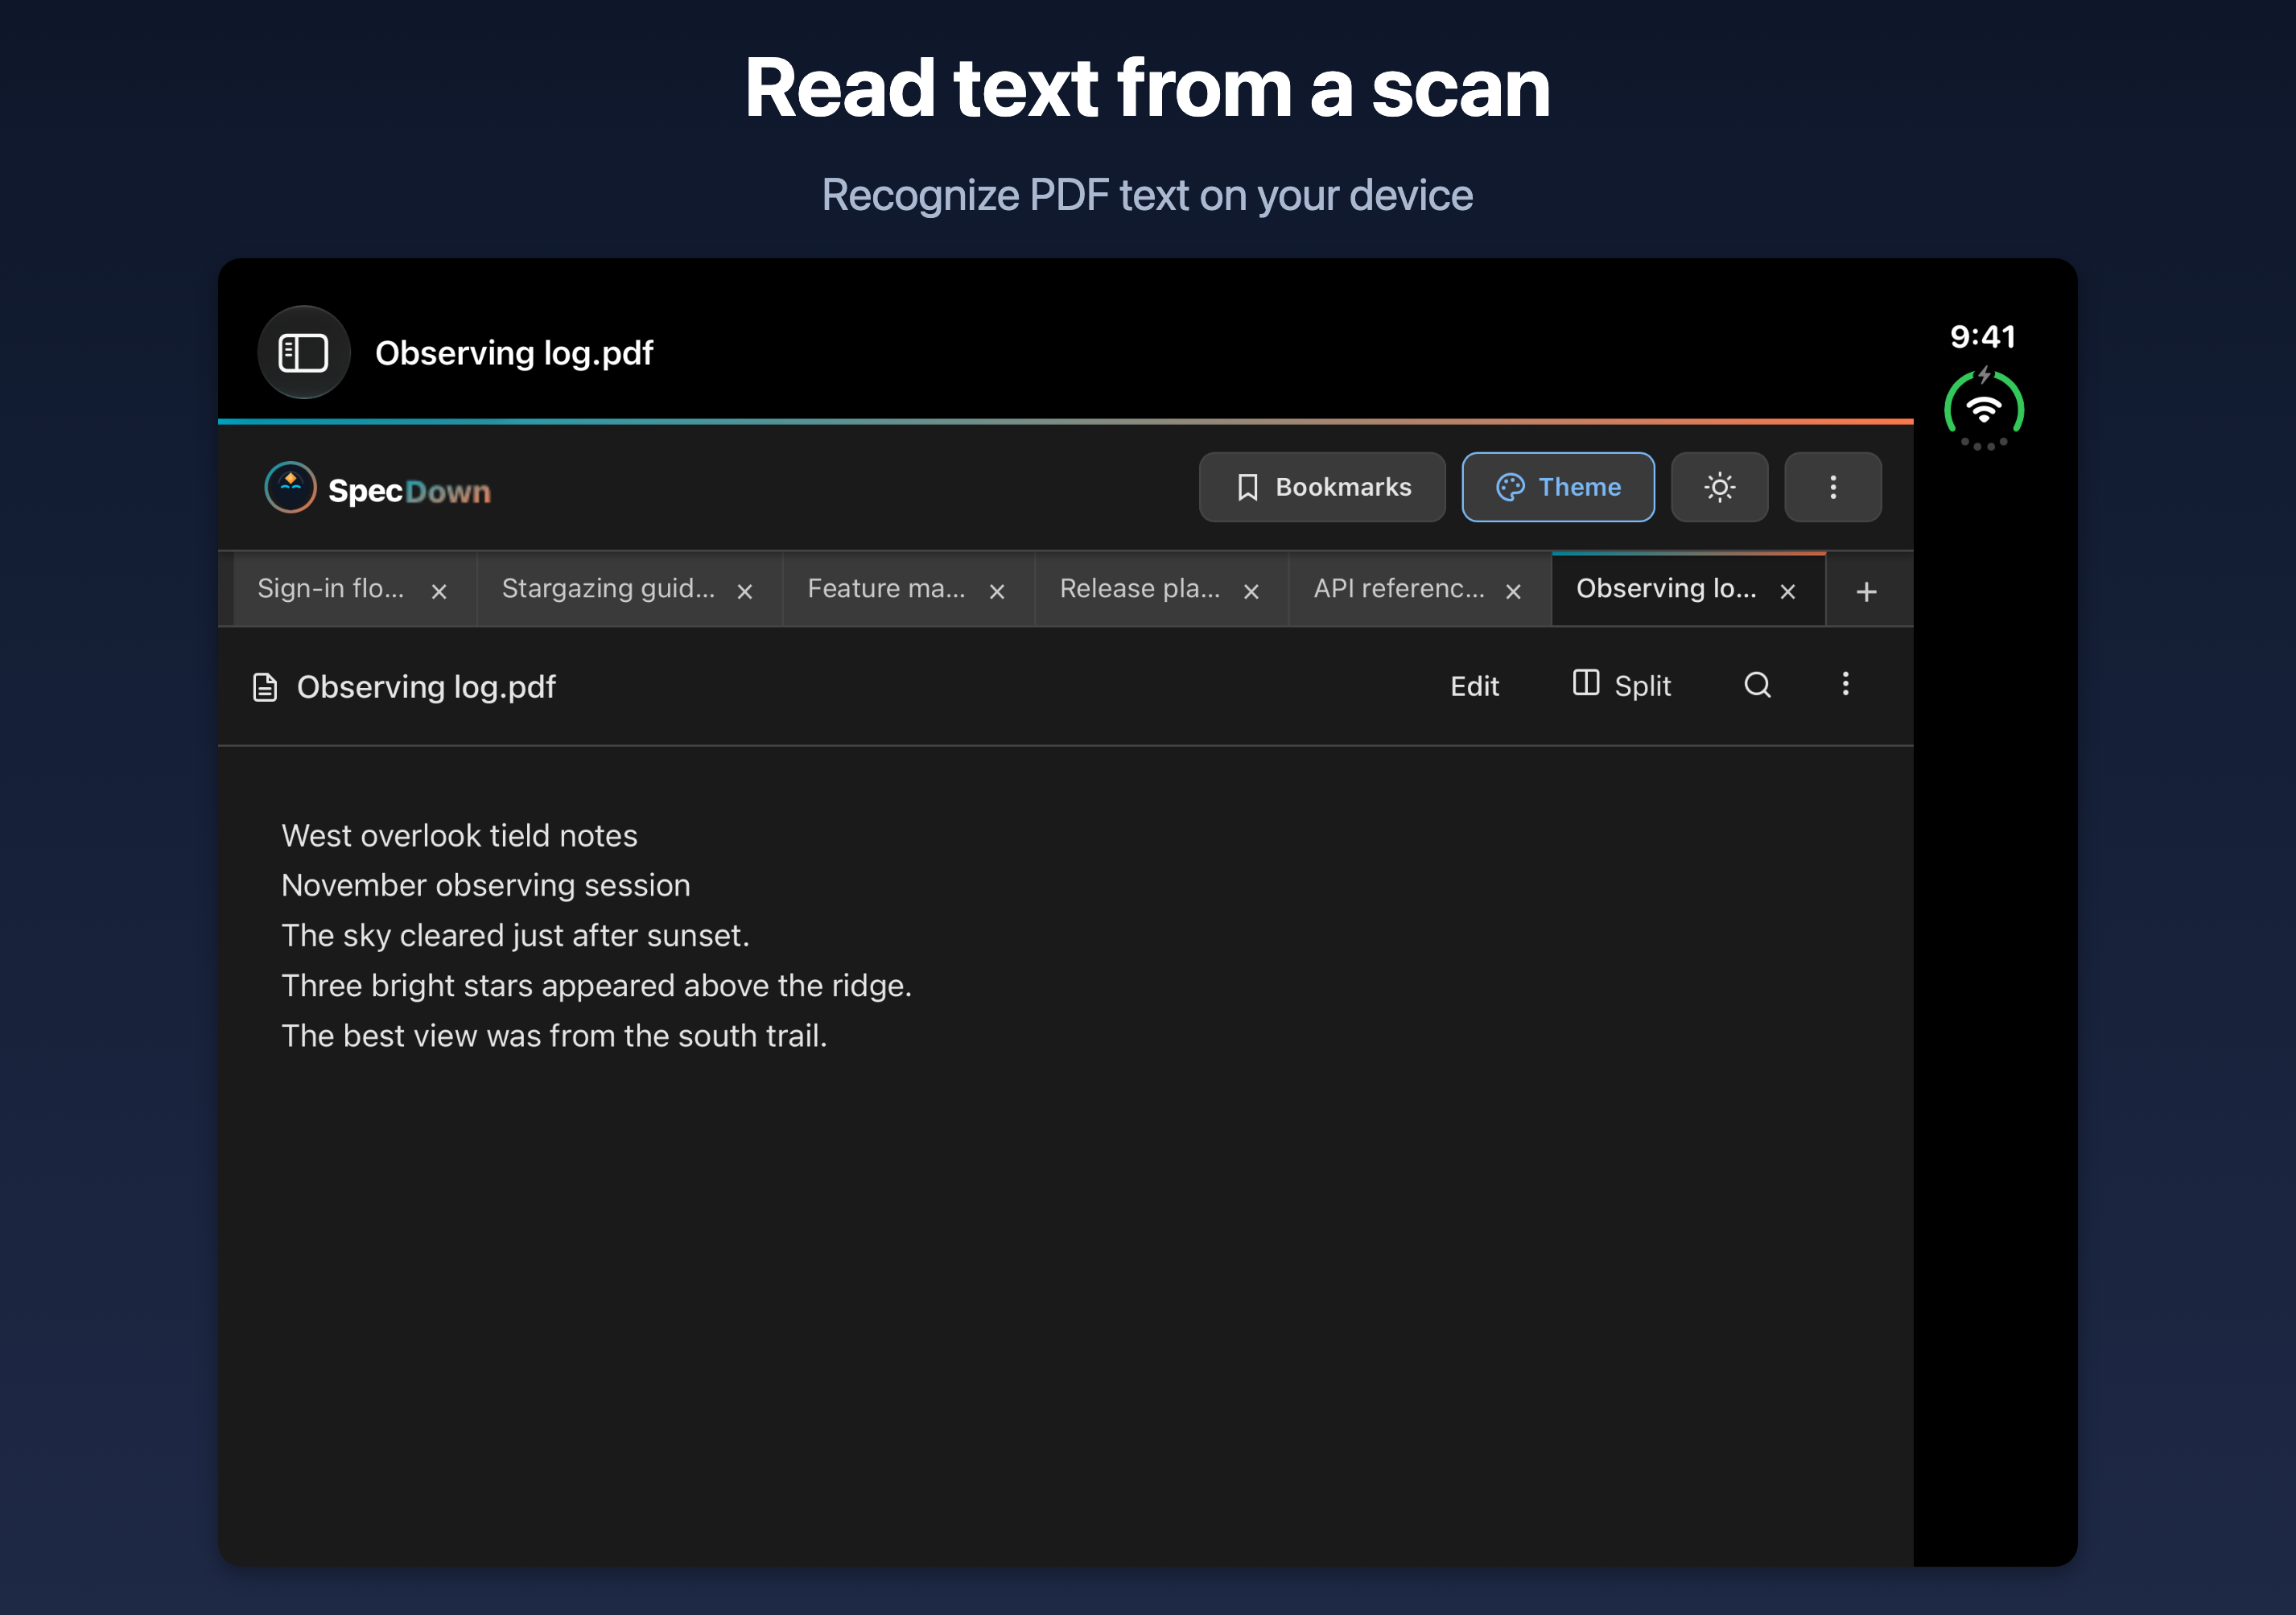 Read text from a scan
Recognize PDF text on your device
Observing log.pdf
9:41
SpecDown
Bookmarks
Theme
Sign-in flo...
Stargazing guid...
Feature ma...
Release pla...
API referenc...
Observing lo...
Observing log.pdf
Edit
Split
West overlook tield notes
November observing session
The sky cleared just after sunset.
Three bright stars appeared above the ridge.
The best view was from the south trail.